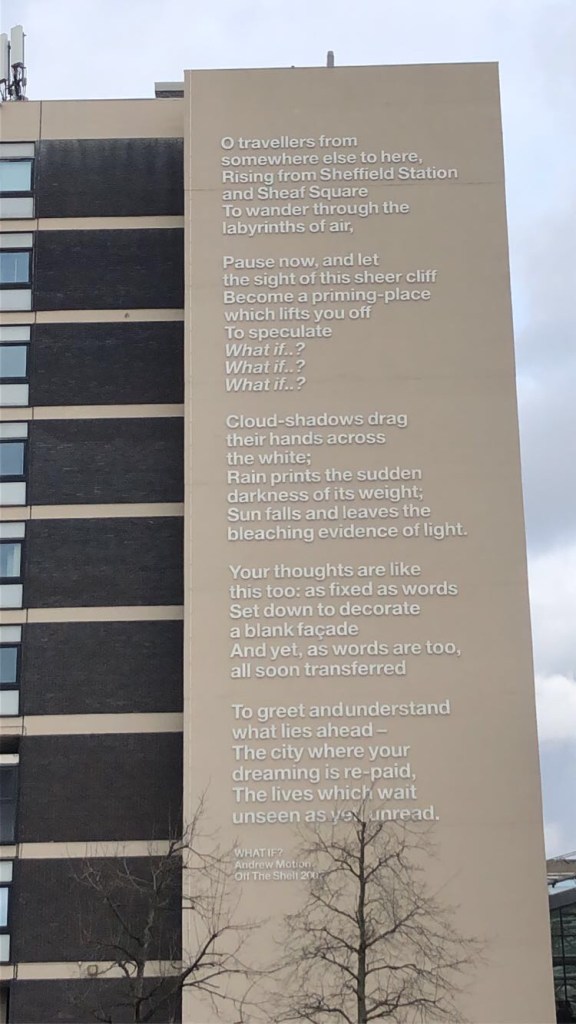 O travellers from
somewhere else to here,
Rising from Sheffield Station
and Sheaf Square
To wander through the
labyrinths of air,
Pause now, and let
the sight of this sheer cliff
Become a priming-place
which lifts you off
To speculate
What if..?
What if..?
What if..?
Cloud-shadows drag
their hands across
the white;
Rain prints the sudden
darkness of its weight;
Sun falls and leaves the
bleaching evidence of light.
Your thoughts are like
this too: as fixed as words
Set down to decorate
a blank façade
And yet, as words are too,
all soon transferred
To greet and understand
what lies ahead –
The city where your
dreaming is re-paid,
The lives which wait
unseen as yet unread.
WHAT IF?
Andrew Motion
Off The Shelf